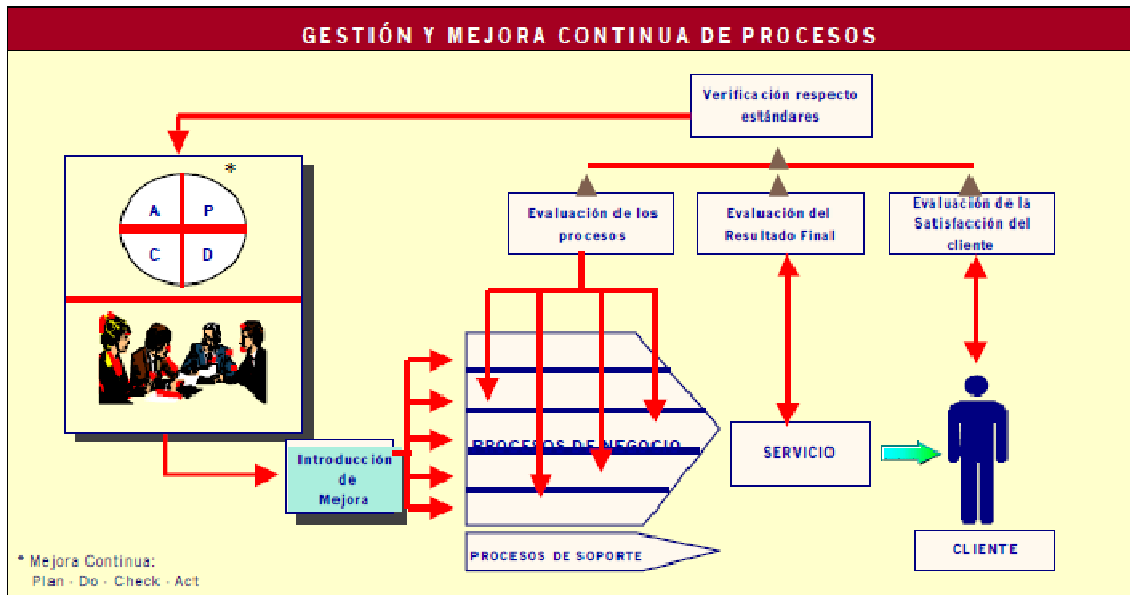 GESTIÓN Y MEJORA CONTINUA DE PROCESOS
Verificación respecto
estándares
*
A P
C D
Evaluación de los
procesos
Evaluación del
Resultado Final
Evaluación de la
Satisfacción del
cliente
PROCESOS DE NEGOCIO
SERVICIO
Introducción
de
Mejora
PROCESOS DE SOPORTE
CLIENTE
* Mejora Continua:
Plan - Do - Check - Act